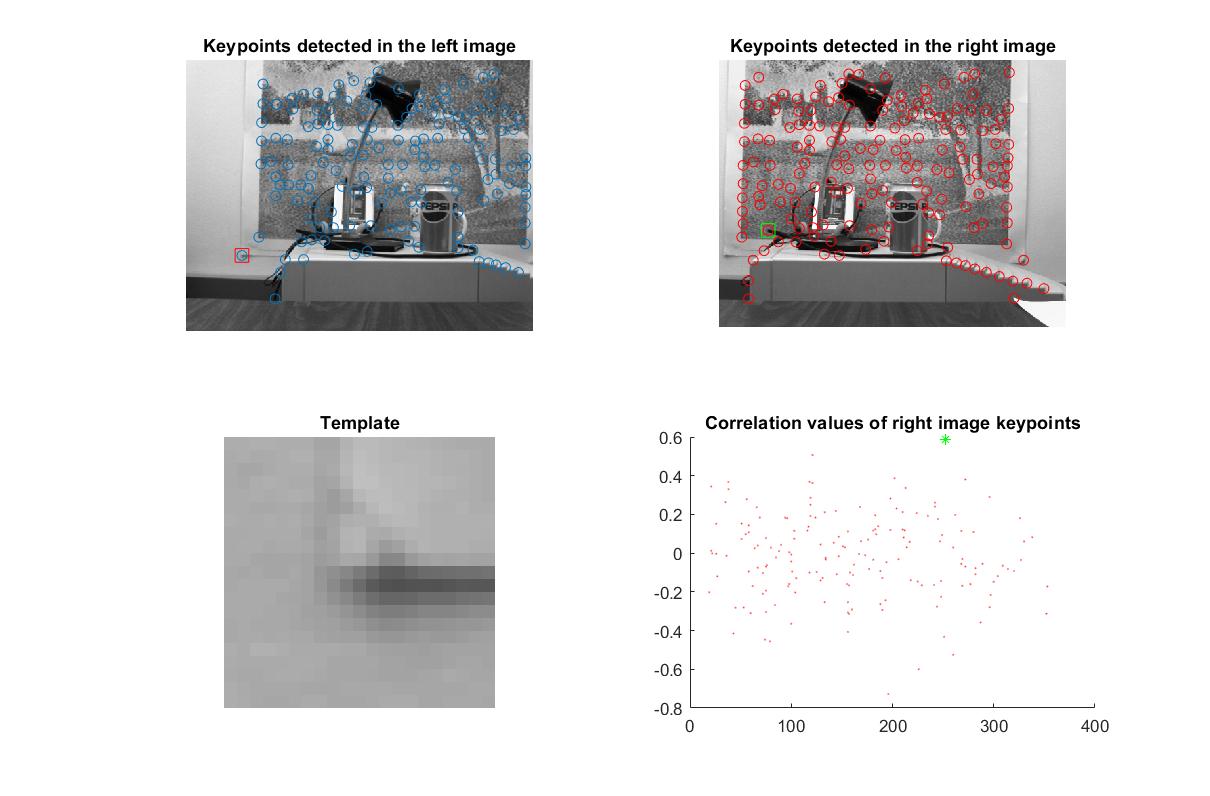 Keypoints detected in the left image
Keypoints detected in the right image
PEPSI P
PEPSI P
Template
Correlation values of right image keypoints
0.6
0.4
0.2
0
-0.2
-0.4
-0.6
-0.8
0
100
200
300
400